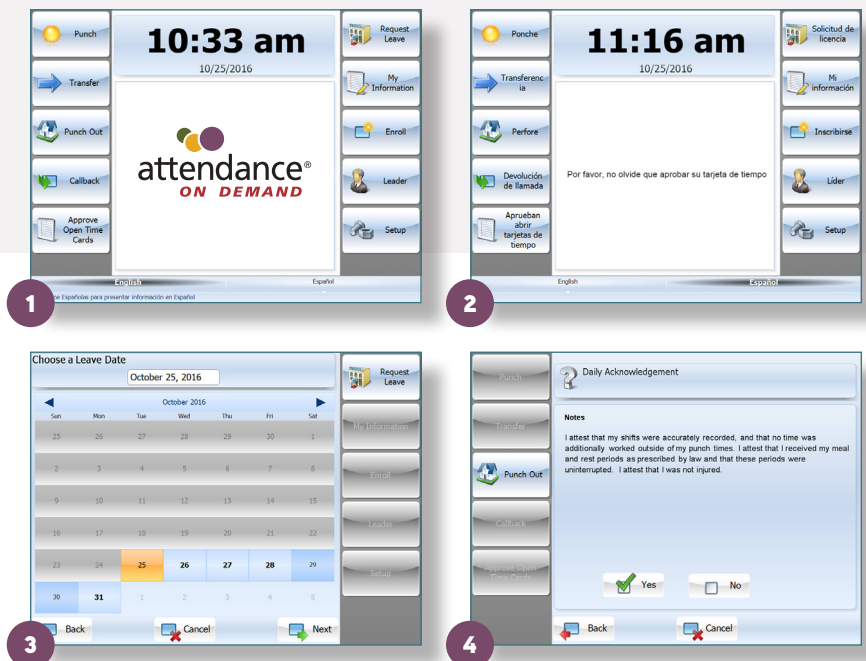 Punch
10:33 am
10/25/2016
Request
Leave
Transfer
My
Information
Punch Out
Enroll
attendance®
ON DEMAND
Callback
Leader
Approve
Open Time
Cards
Setup
English
Español
Españolas para presentar información en Español
1
Ponche
11:16 am
10/25/2016
Solicitud de
licencia
Transferenc
ia
Mi
información
Perfore
Inscribirse
Devolución
de llamada
Por favor, no olvide que aprobar su tarjeta de tiempo
Líder
Aprueban
abrir
tarjetas de
tiempo
Setup
English
Español
2
Choose a Leave Date
October 25, 2016
October 2016
Sun Mon Tue Wed Thu Fri Sat
25 26 27 28 29 30 1
2 3 4 5 6 7 8
9 10 11 12 13 14 15
16 17 18 19 20 21 22
23 24 25 26 27 28 29
30 31 1 2 3 4 5
Back
Cancel
Next
Request
Leave
My Information
Enroll
Leader
Setup
3
Punch
Transfer
Punch Out
Callback
Approve Open
Time Cards
Daily Acknowledgement
Notes
I attest that my shifts were accurately recorded, and that no time was
additionally worked outside of my punch times. I attest that I received my meal
and rest periods as prescribed by law and that these periods were
uninterrupted. I attest that I was not injured.
Yes
No
Back
Cancel
4